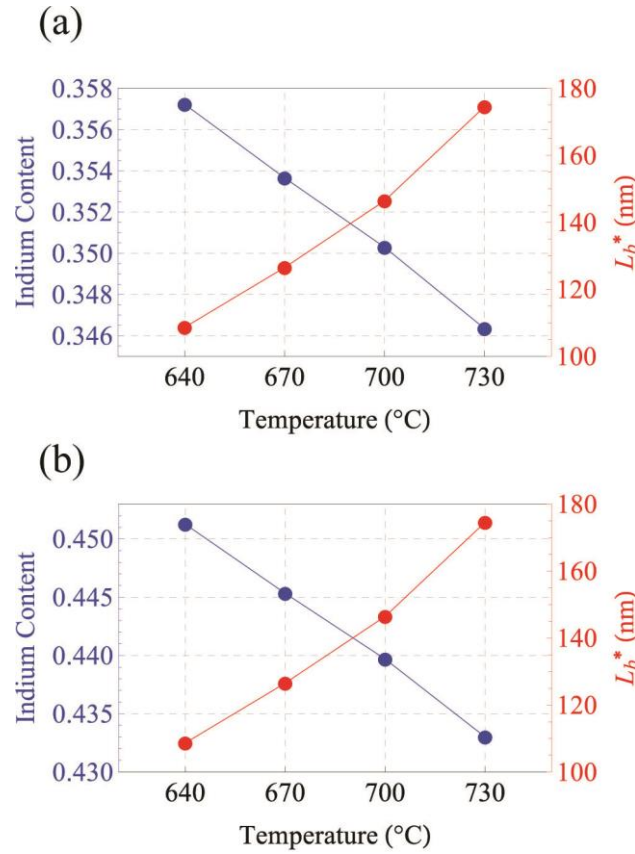 (a)
Indium Content
0.358
0.356
0.354
0.352
0.350
0.348
0.346
180
160
140
120
100
L_b* (nm)
640 670 700 730
Temperature (°C)
(b)
Indium Content
0.450
0.445
0.440
0.435
0.430
180
160
140
120
100
L_b* (nm)
640 670 700 730
Temperature (°C)